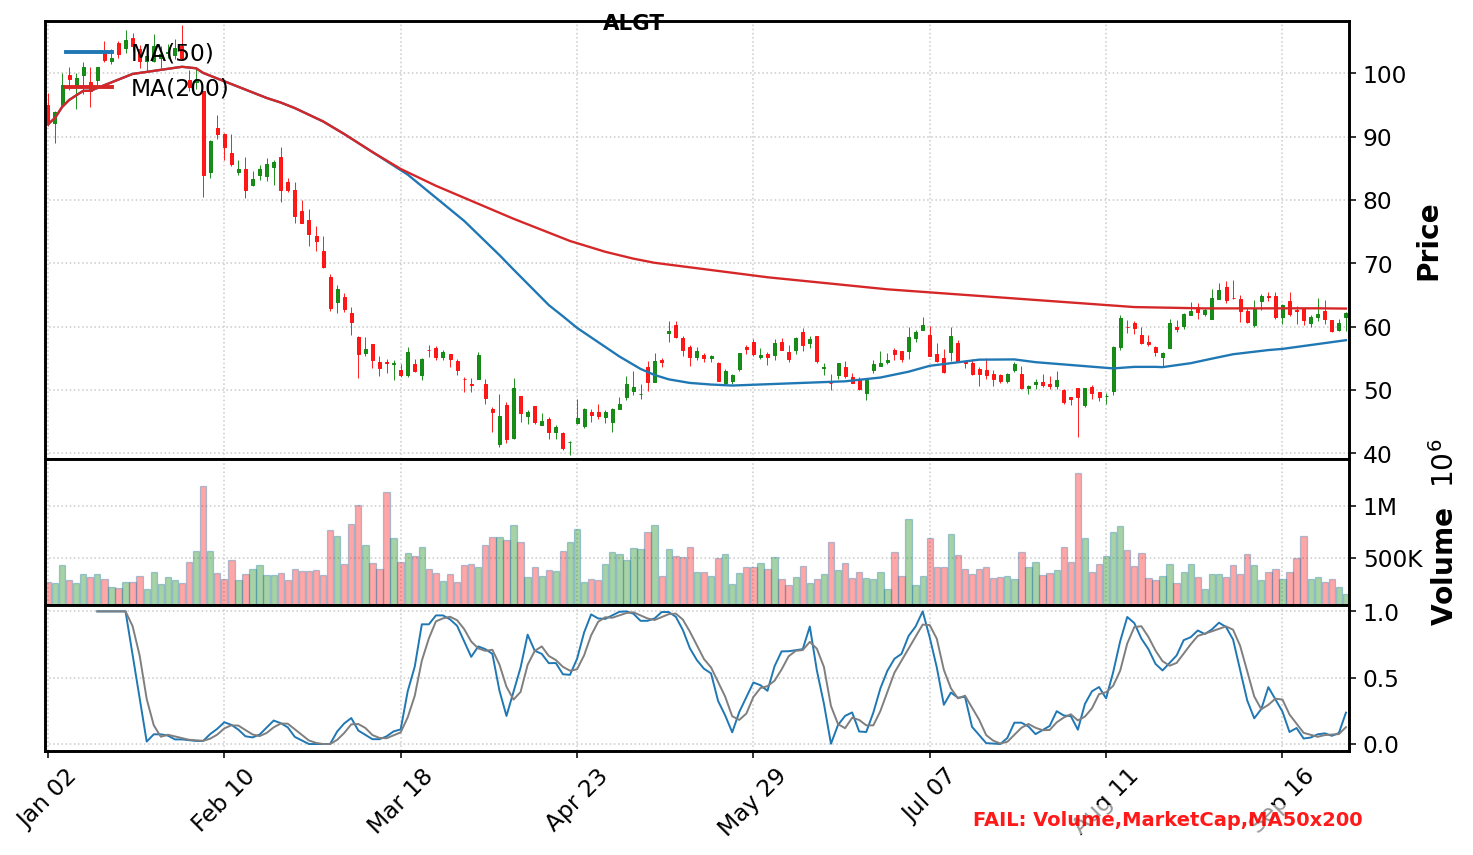 ALGT
MA(50)
MA(200)
100
90
80
70
60
50
40
Price
10⁶
1M
500K
Volume
1.0
0.5
0.0
Jan 02
Feb 10
Mar 18
Apr 23
May 29
Jul 07
Aug 11
Sep 16
FAIL: Volume,MarketCap,MA50x200